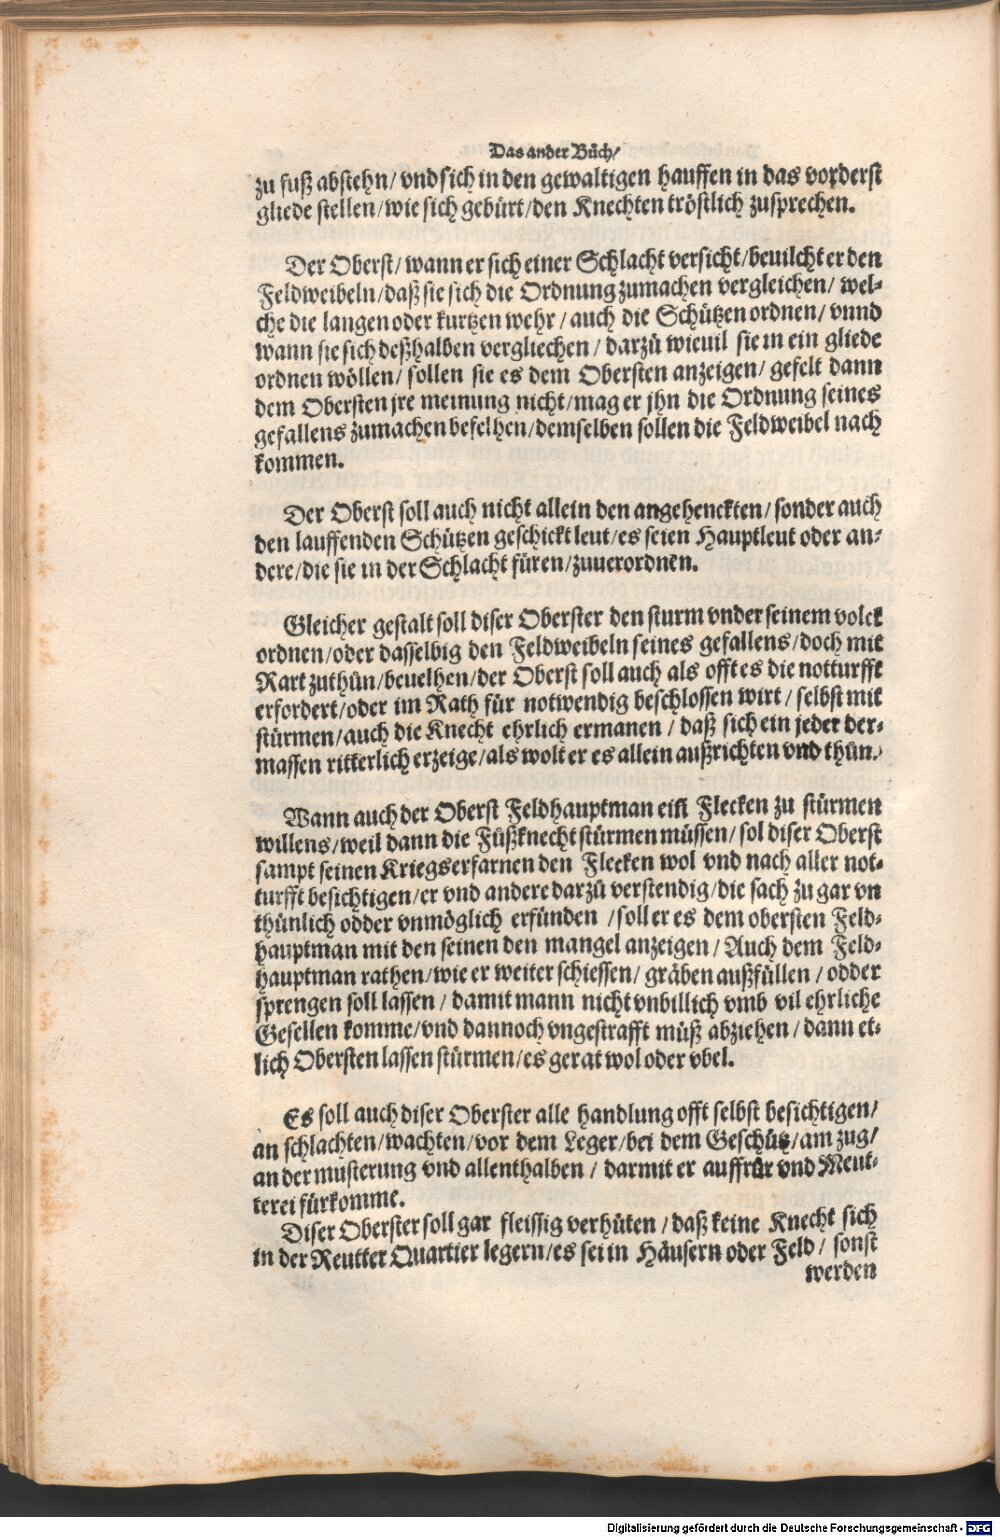 Das ander Bůch/
zu fuß abstehn/ vnd sich in den gewaltigen hauffen in das vorderst
gliede stellen/ wie sich gebürt/ den Knechten tröstlich zusprechen.
Der Oberst/ wann er sich einer Schlacht versicht/ beuilcht er den
Feldweibeln/ daß sie sich die Ordnung zumachen vergleichen/ wel-
che die langen oder kurtzen wehr/ auch die Schützen ordnen/ vnnd
wann sie sich deßhalben vergliechen/ darzů wieuil sie in ein gliede
ordnen wöllen/ sollen sie es dem Obersten anzeigen/ gefelt dann
dem Obersten jre meinung nicht/ mag er jhn die Ordnung seines
gefallens zumachen befelhen/ demselben sollen die Feldweibel nach
kommen.
Der Oberst soll auch nicht allein den angehenckten/ sonder auch
den lauffenden Schützen geschickt leut/ es seien Hauptleut oder an-
dere/ die sie in der Schlacht füren/ zuuerordnen.
Gleicher gestalt soll diser Oberster den sturm vnder seinem volck
ordnen/ oder dasselbig den Feldweibeln seines gefallens/ doch mit
Rart zuthůn/ beuelhen/ der Oberst soll auch als offt es die notturfft
erfordert/ oder im Rath für notwendig beschlossen wirt/ selbst mit
stürmen/ auch die Knecht ehrlich ermanen/ daß sich ein jeder der-
massen ritterlich erzeige/ als wolt er es allein außrichten vnd thůn.
Wann auch der Oberst Feldhauptman ein Flecken zu stürmen
willens/ weil dann die Fůßknecht stürmen müssen/ sol diser Oberst
sampt seinen Kriegserfarnen den Flecken wol vnd nach aller not-
turfft besichtigen/ er vnd andere darzů verstendig/ die sach zu gar vn
thůnlich odder vnmöglich erfünden/ soll er es dem obersten Feld-
hauptman mit den seinen den mangel anzeigen/ Auch dem Feld-
hauptman rathen/ wie er weiter schiessen/ gräben außfüllen/ odder
sprengen soll lassen/ damit mann nicht vnbillich vmb vil ehrliche
Gesellen komme/ vnd dannoch vngestrafft můß abziehen/ dann et-
lich Obersten lassen stürmen/ es gerat wol oder vbel.
Es soll auch diser Oberster alle handlung offt selbst besichtigen/
an schlachten/ wachten/ vor dem Leger/ bei dem Geschütz/ am zug/
an der musterung vnd allenthalben/ darmit er auffrůr vnd Meut-
terei fürkomme.
Diser Oberster soll gar fleissig verhüten/ daß keine Knecht sich
in der Reutter Quartier legern/ es sei in Häusern oder Feld/ sonst
werden
Digitalisierung gefördert durch die Deutsche Forschungsgemeinschaft - DFG